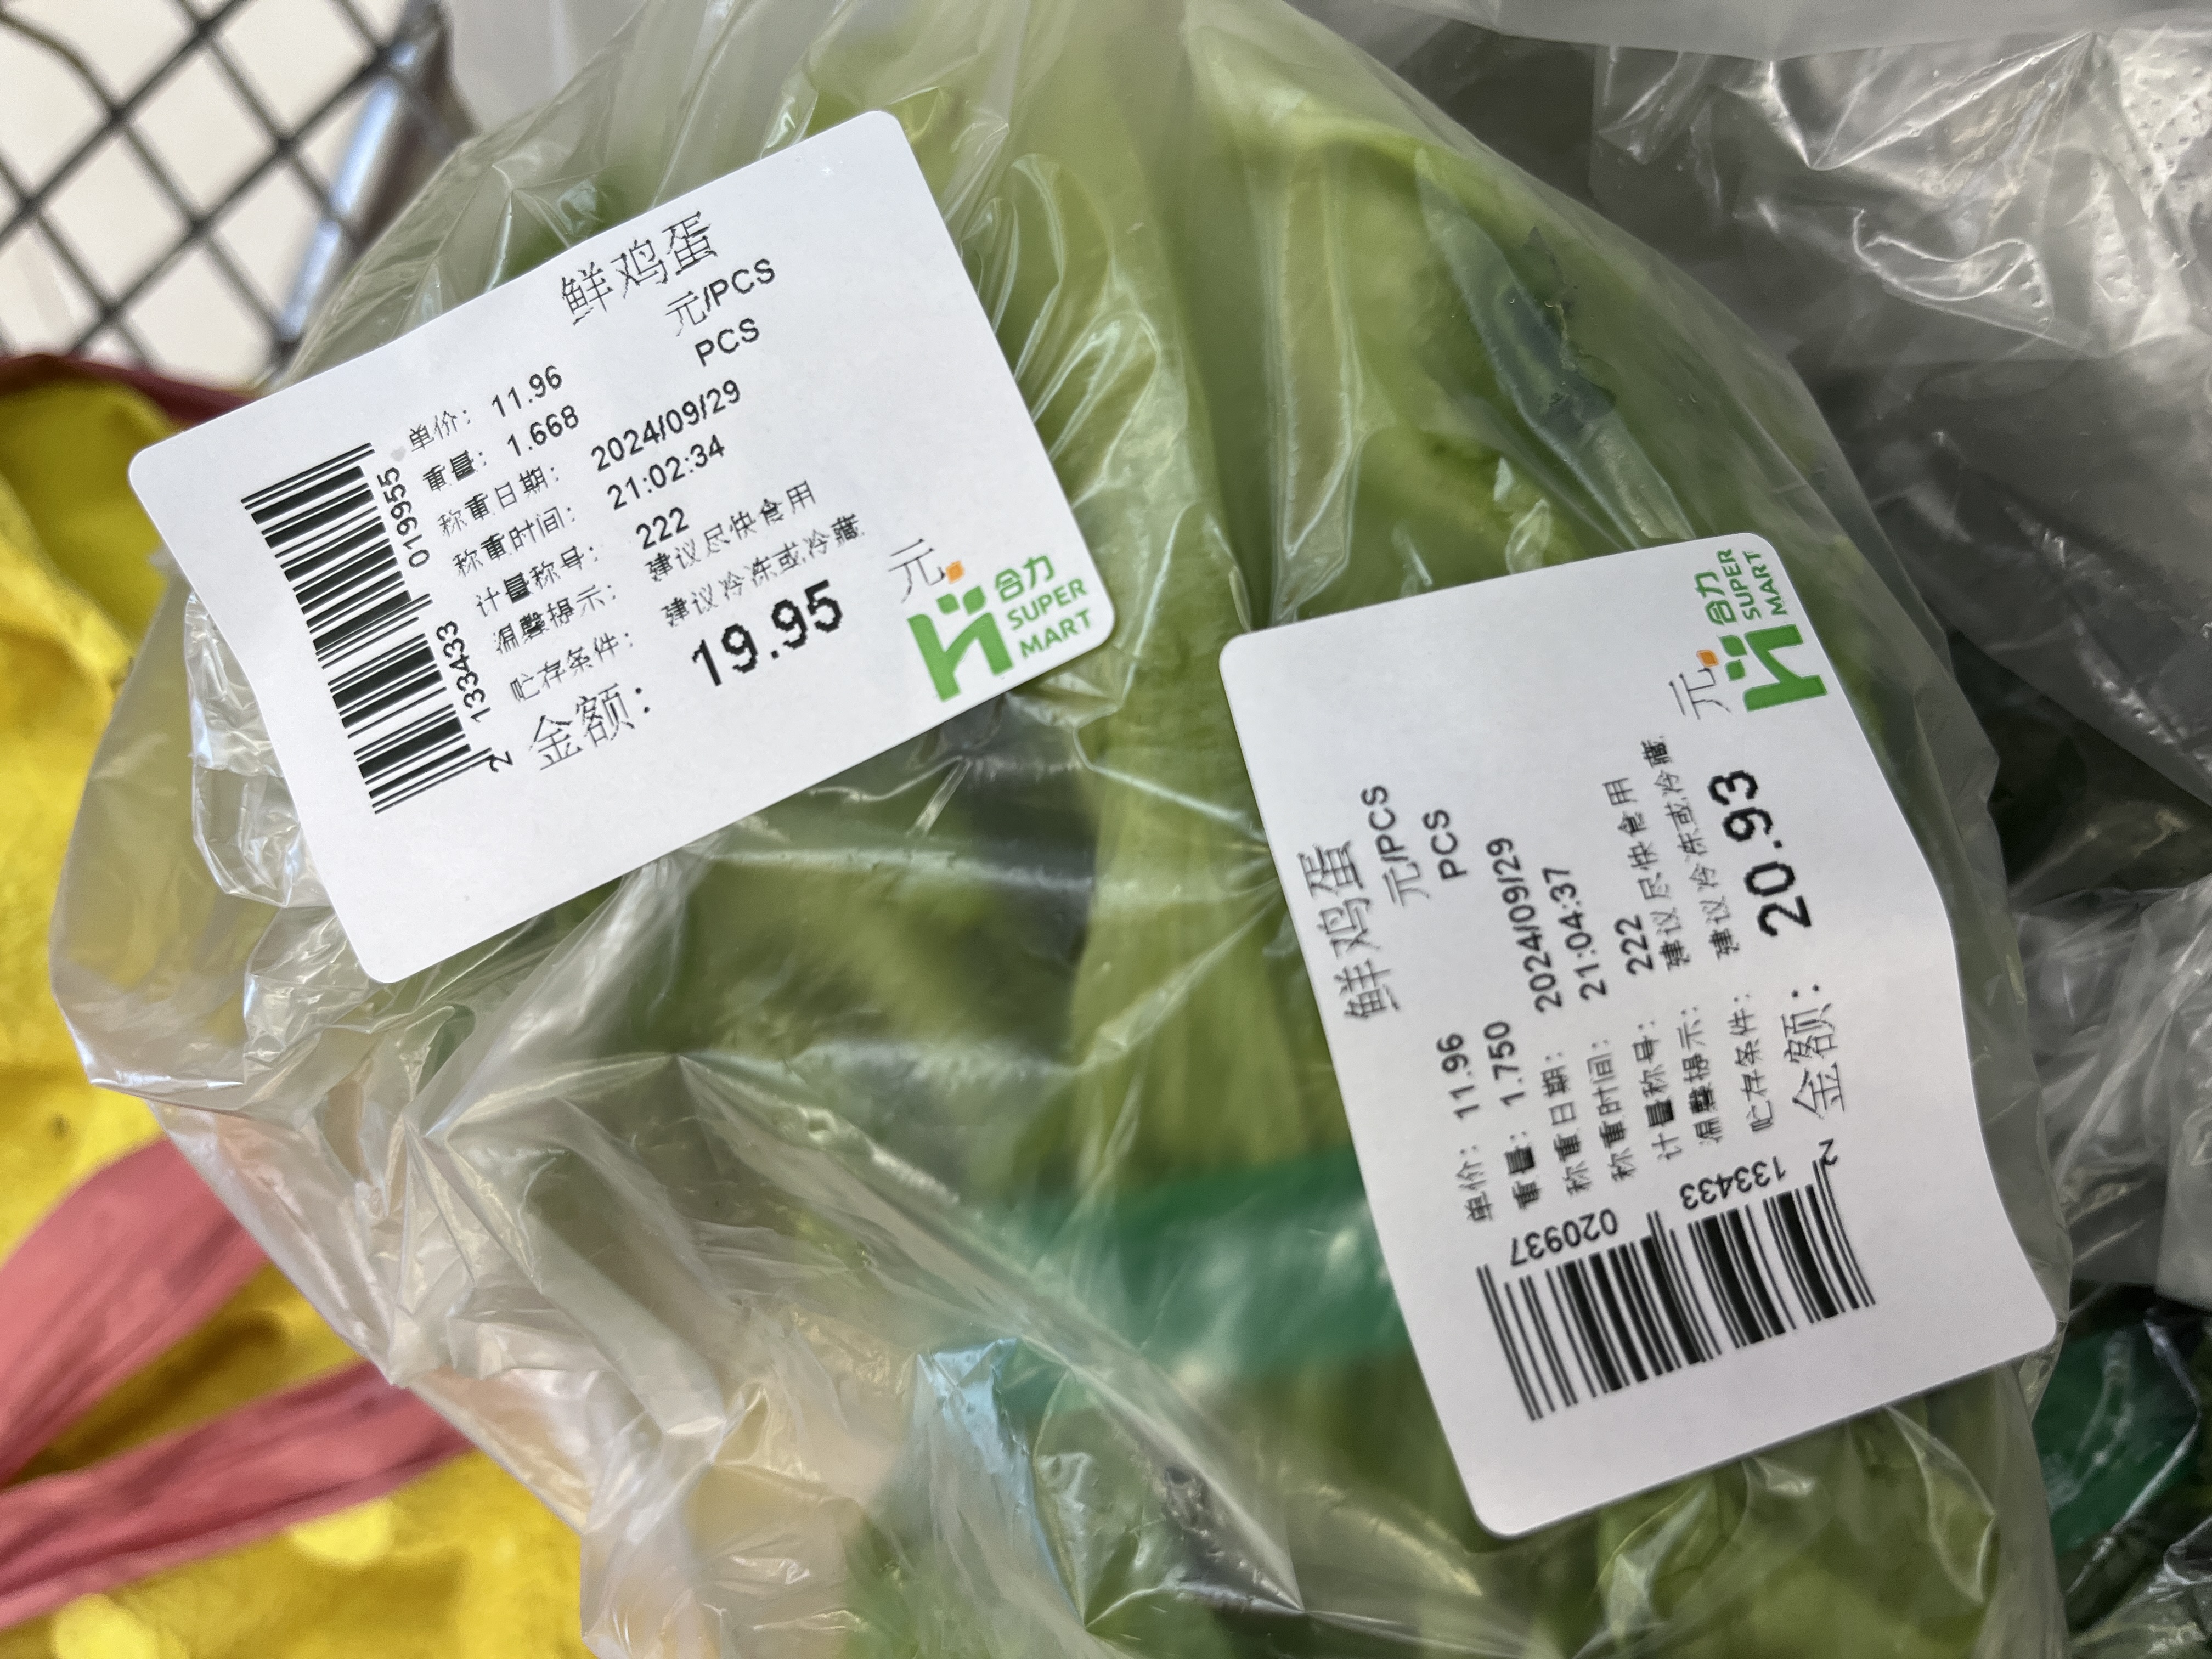 鲜鸡蛋
单价: 11.96 元/PCS
重量: 1.668 PCS
称重日期: 2024/09/29
称重时间: 21:02:34
计量称号: 222
温馨提示: 建议尽快食用
贮存条件: 建议冷冻或冷藏
金额: 19.95 元
2 133433 019955
合力
SUPER
MART
鲜鸡蛋
单价: 11.96 元/PCS
重量: 1.750 PCS
称重日期: 2024/09/29
称重时间: 21:04:37
计量称号: 222
温馨提示: 建议尽快食用
贮存条件: 建议冷冻或冷藏
金额: 20.93 元
2 133433 020937
合力
SUPER
MART